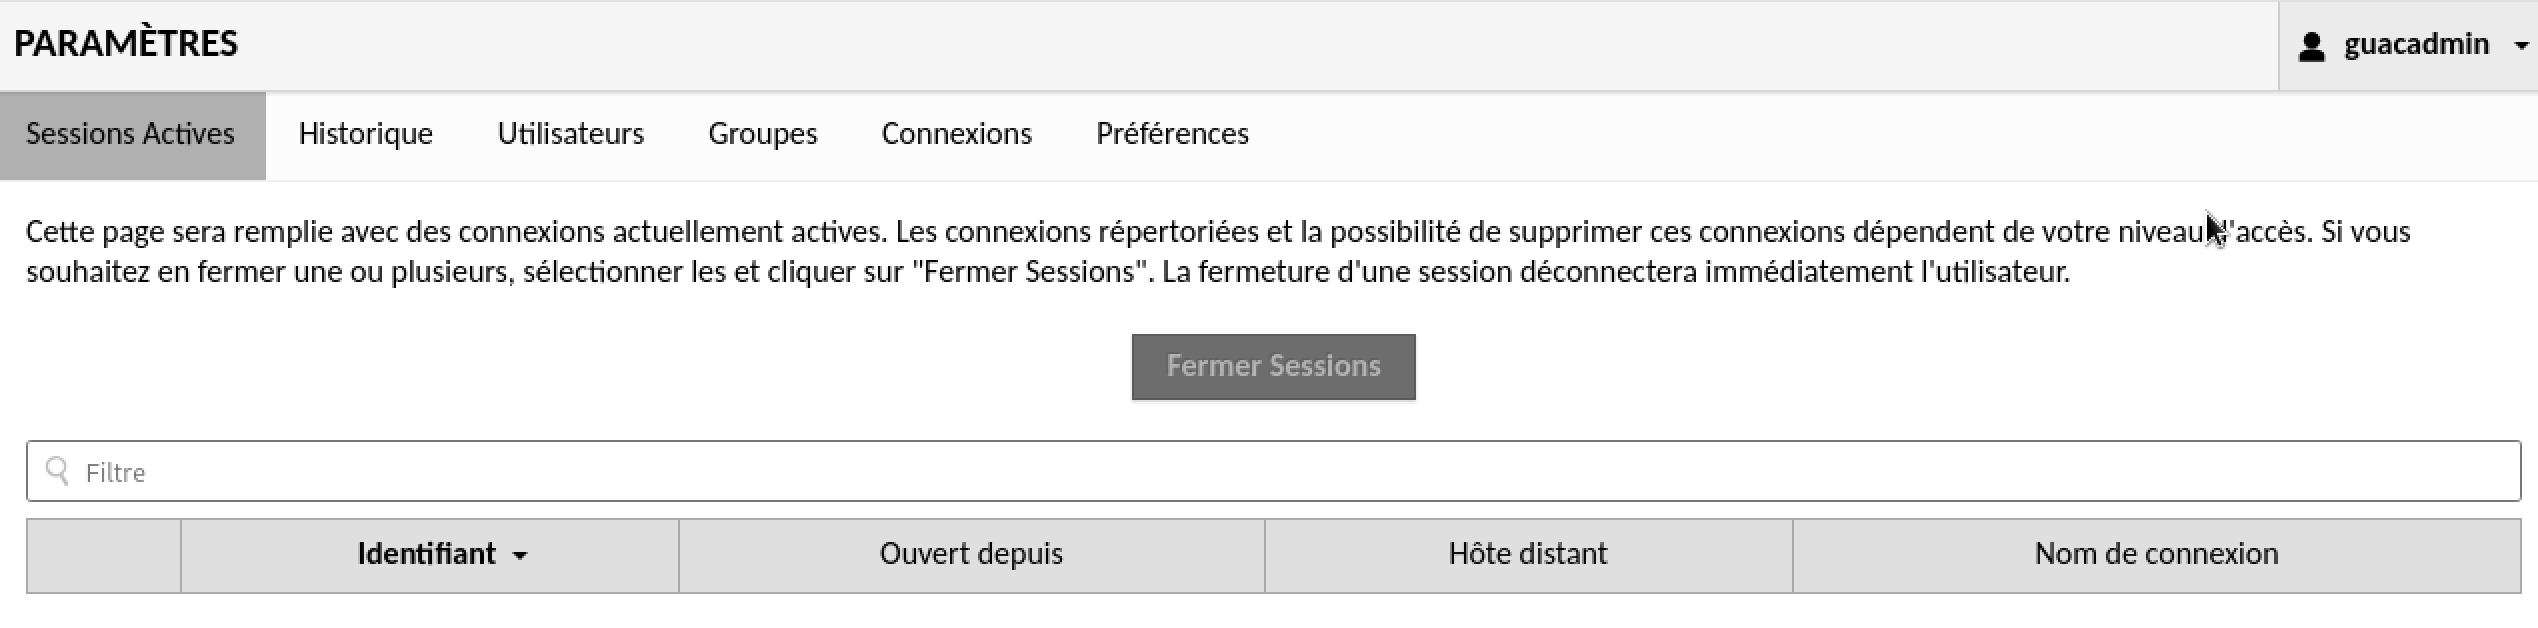 PARAMÈTRES
guacadmin
Sessions Actives Historique Utilisateurs Groupes Connexions Préférences
Cette page sera remplie avec des connexions actuellement actives. Les connexions répertoriées et la possibilité de supprimer ces connexions dépendent de votre niveau d'accès. Si vous
souhaitez en fermer une ou plusieurs, sélectionner les et cliquer sur "Fermer Sessions". La fermeture d'une session déconnectera immédiatement l'utilisateur.
Fermer Sessions
Filtre
Identifiant Ouvert depuis Hôte distant Nom de connexion